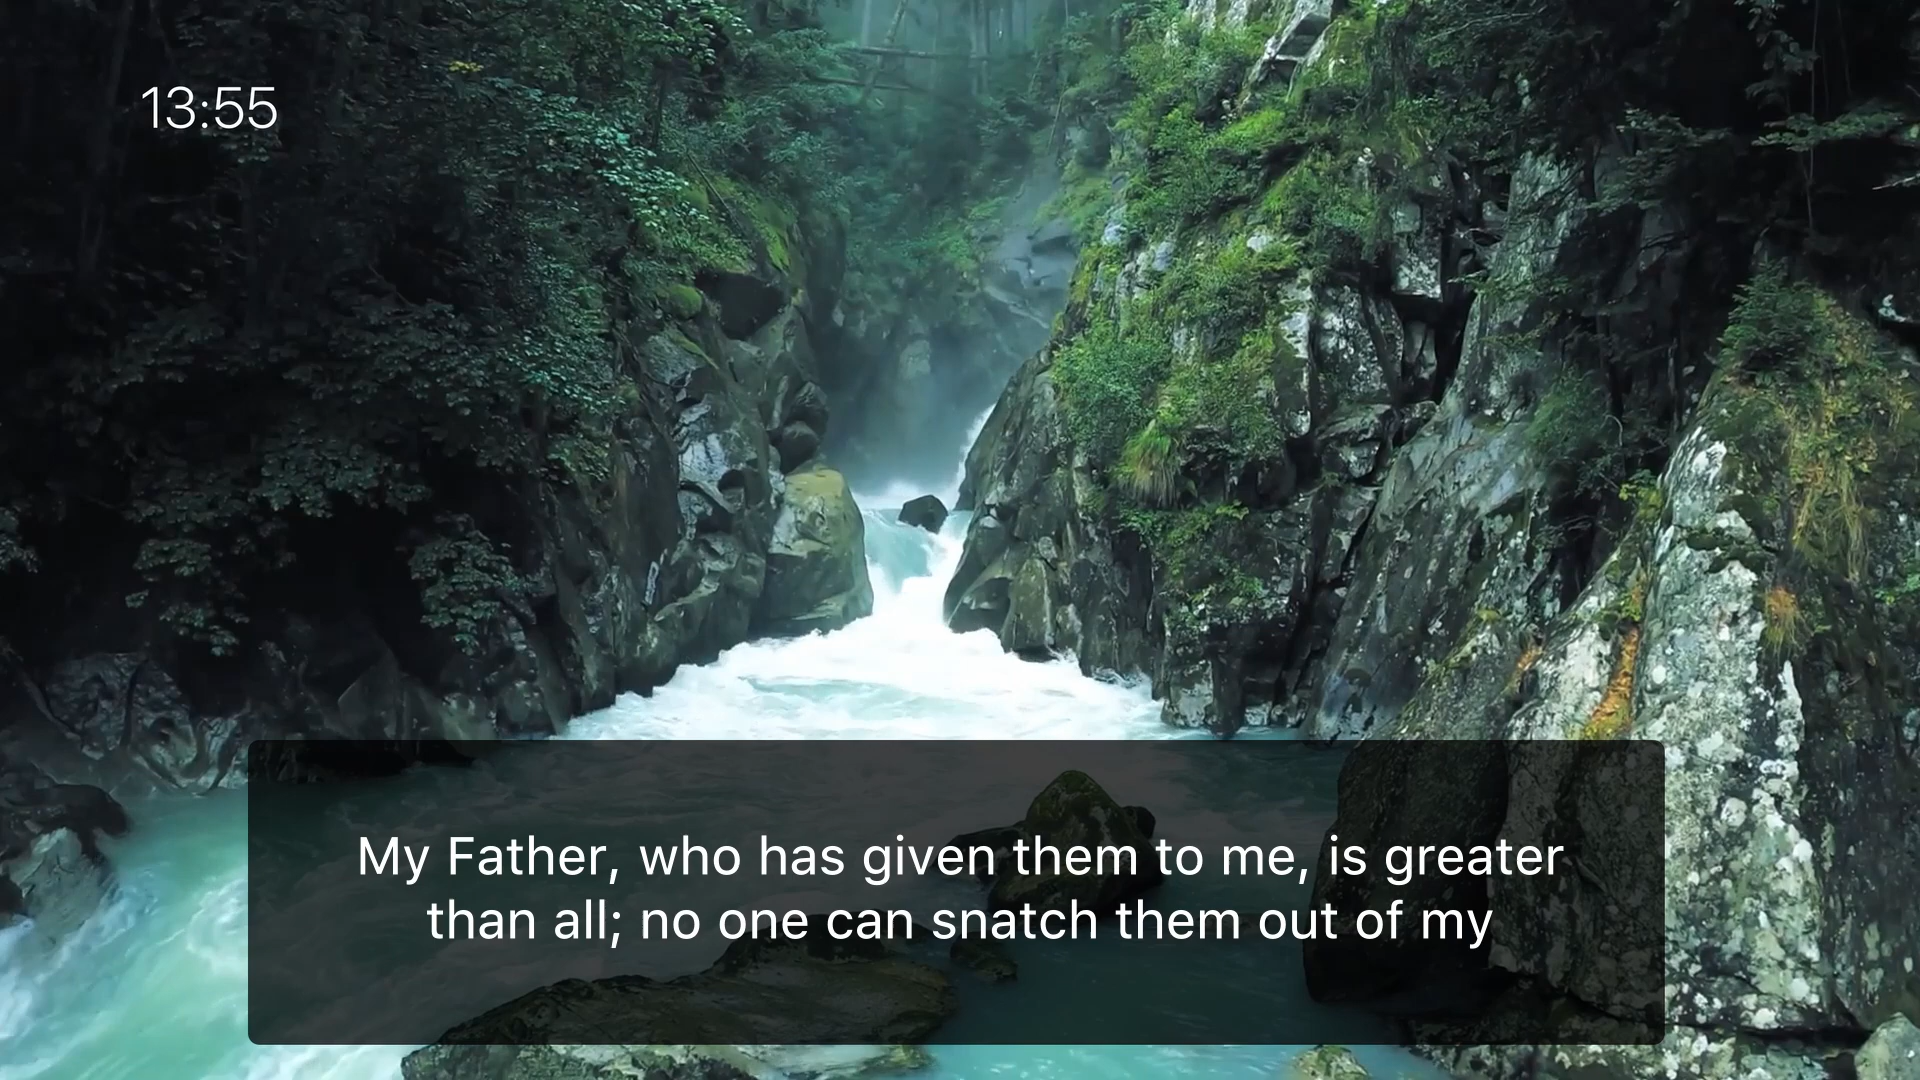 13:55
My Father, who has given them to me, is greater
than all; no one can snatch them out of my